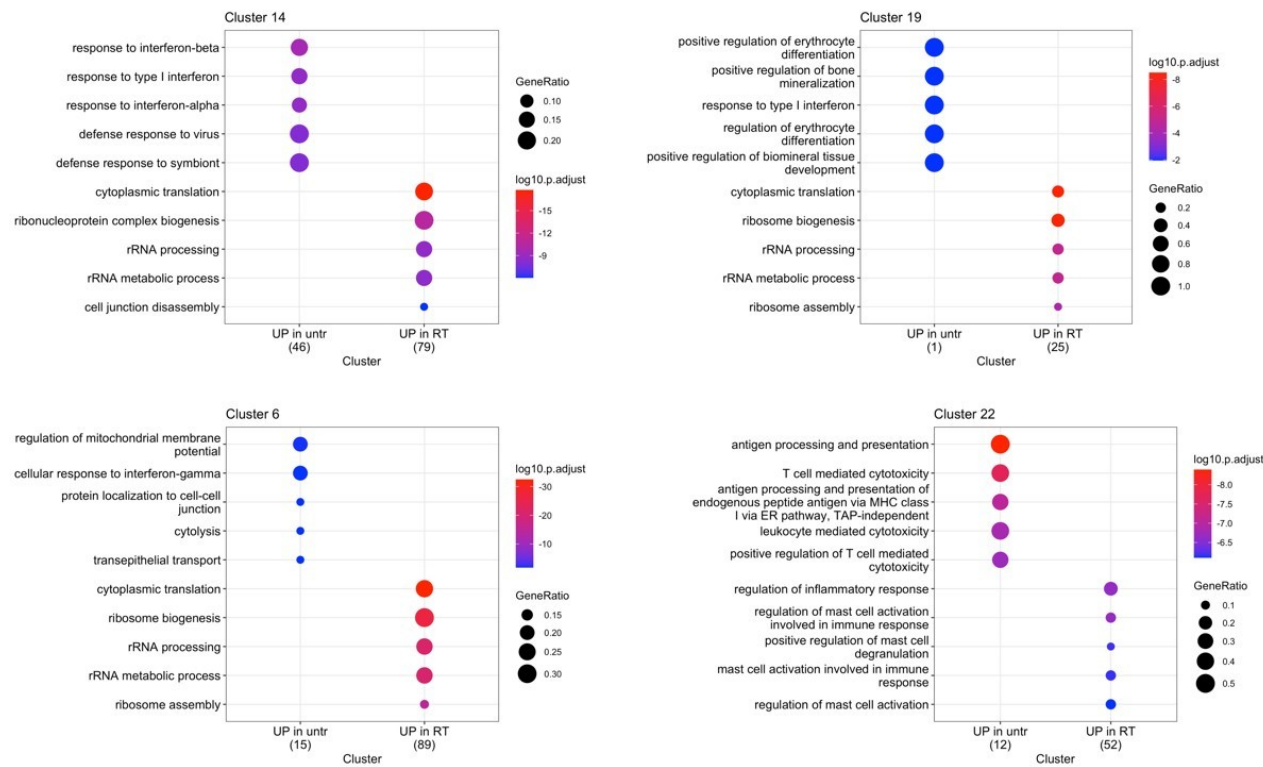 Cluster 14
response to interferon-beta
response to type I interferon
response to interferon-alpha
defense response to virus
defense response to symbiont
cytoplasmic translation
ribonucleoprotein complex biogenesis
rRNA processing
rRNA metabolic process
cell junction disassembly
UP in untr
(46)
UP in RT
(79)
Cluster
GeneRatio
0.10
0.15
0.20
log10.p.adjust
-15
-12
-9
Cluster 19
positive regulation of erythrocyte
differentiation
positive regulation of bone
mineralization
response to type I interferon
regulation of erythrocyte
differentiation
positive regulation of biomineral tissue
development
cytoplasmic translation
ribosome biogenesis
rRNA processing
rRNA metabolic process
ribosome assembly
UP in untr
(1)
UP in RT
(25)
Cluster
log10.p.adjust
-8
-6
-4
-2
GeneRatio
0.2
0.4
0.6
0.8
1.0
Cluster 6
regulation of mitochondrial membrane
potential
cellular response to interferon-gamma
protein localization to cell-cell
junction
cytolysis
transepithelial transport
cytoplasmic translation
ribosome biogenesis
rRNA processing
rRNA metabolic process
ribosome assembly
UP in untr
(15)
UP in RT
(89)
Cluster
log10.p.adjust
-30
-20
-10
GeneRatio
0.15
0.20
0.25
0.30
Cluster 22
antigen processing and presentation
T cell mediated cytotoxicity
antigen processing and presentation of
endogenous peptide antigen via MHC class
I via ER pathway, TAP-independent
leukocyte mediated cytotoxicity
positive regulation of T cell mediated
cytotoxicity
regulation of inflammatory response
regulation of mast cell activation
involved in immune response
positive regulation of mast cell
degranulation
mast cell activation involved in immune
response
regulation of mast cell activation
UP in untr
(12)
UP in RT
(52)
Cluster
log10.p.adjust
-8.0
-7.5
-7.0
-6.5
GeneRatio
0.1
0.2
0.3
0.4
0.5